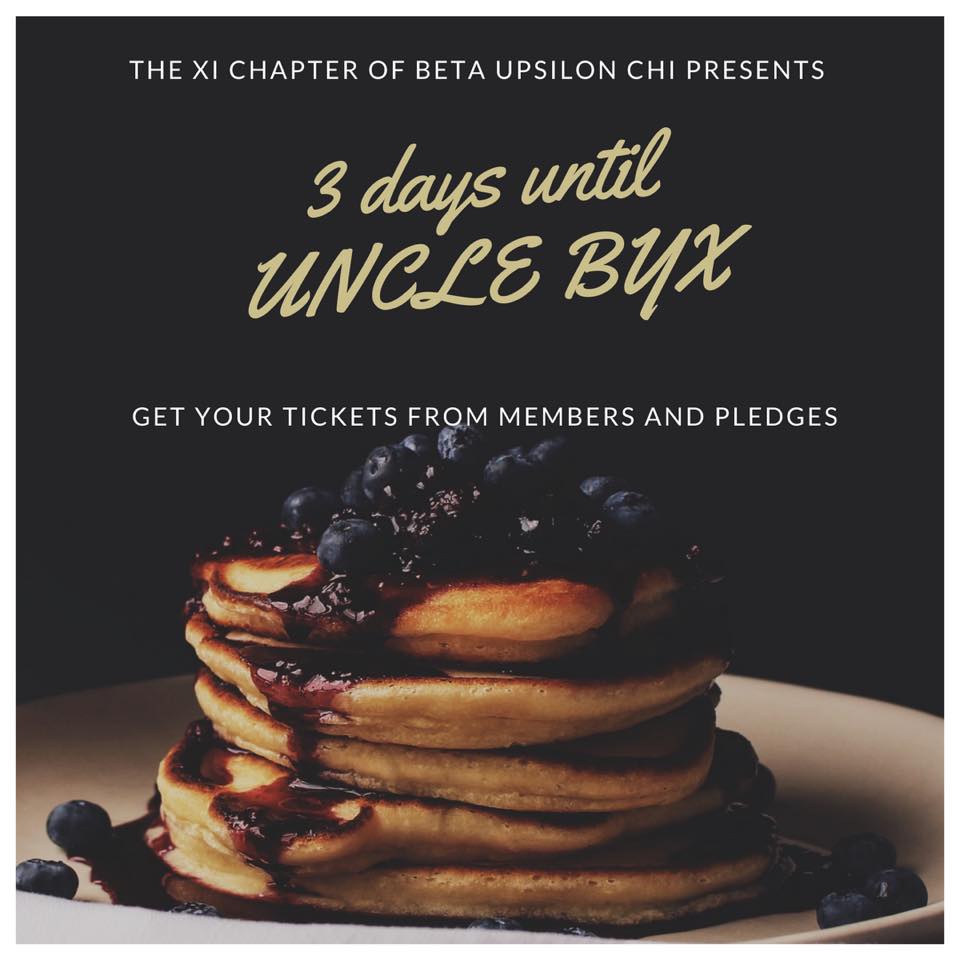 THE XI CHAPTER OF BETA UPSILON CHI PRESENTS
3 days until
UNCLE BYX
GET YOUR TICKETS FROM MEMBERS AND PLEDGES